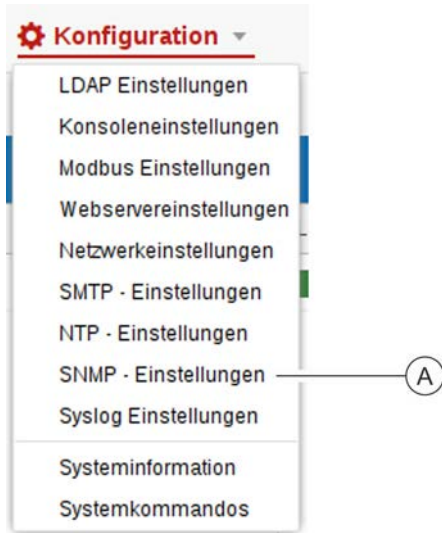 Konfiguration
LDAP Einstellungen
Konsoleneinstellungen
Modbus Einstellungen
Webservereinstellungen
Netzwerkeinstellungen
SMTP - Einstellungen
NTP - Einstellungen
SNMP - Einstellungen A
Syslog Einstellungen
Systeminformation
Systemkommandos